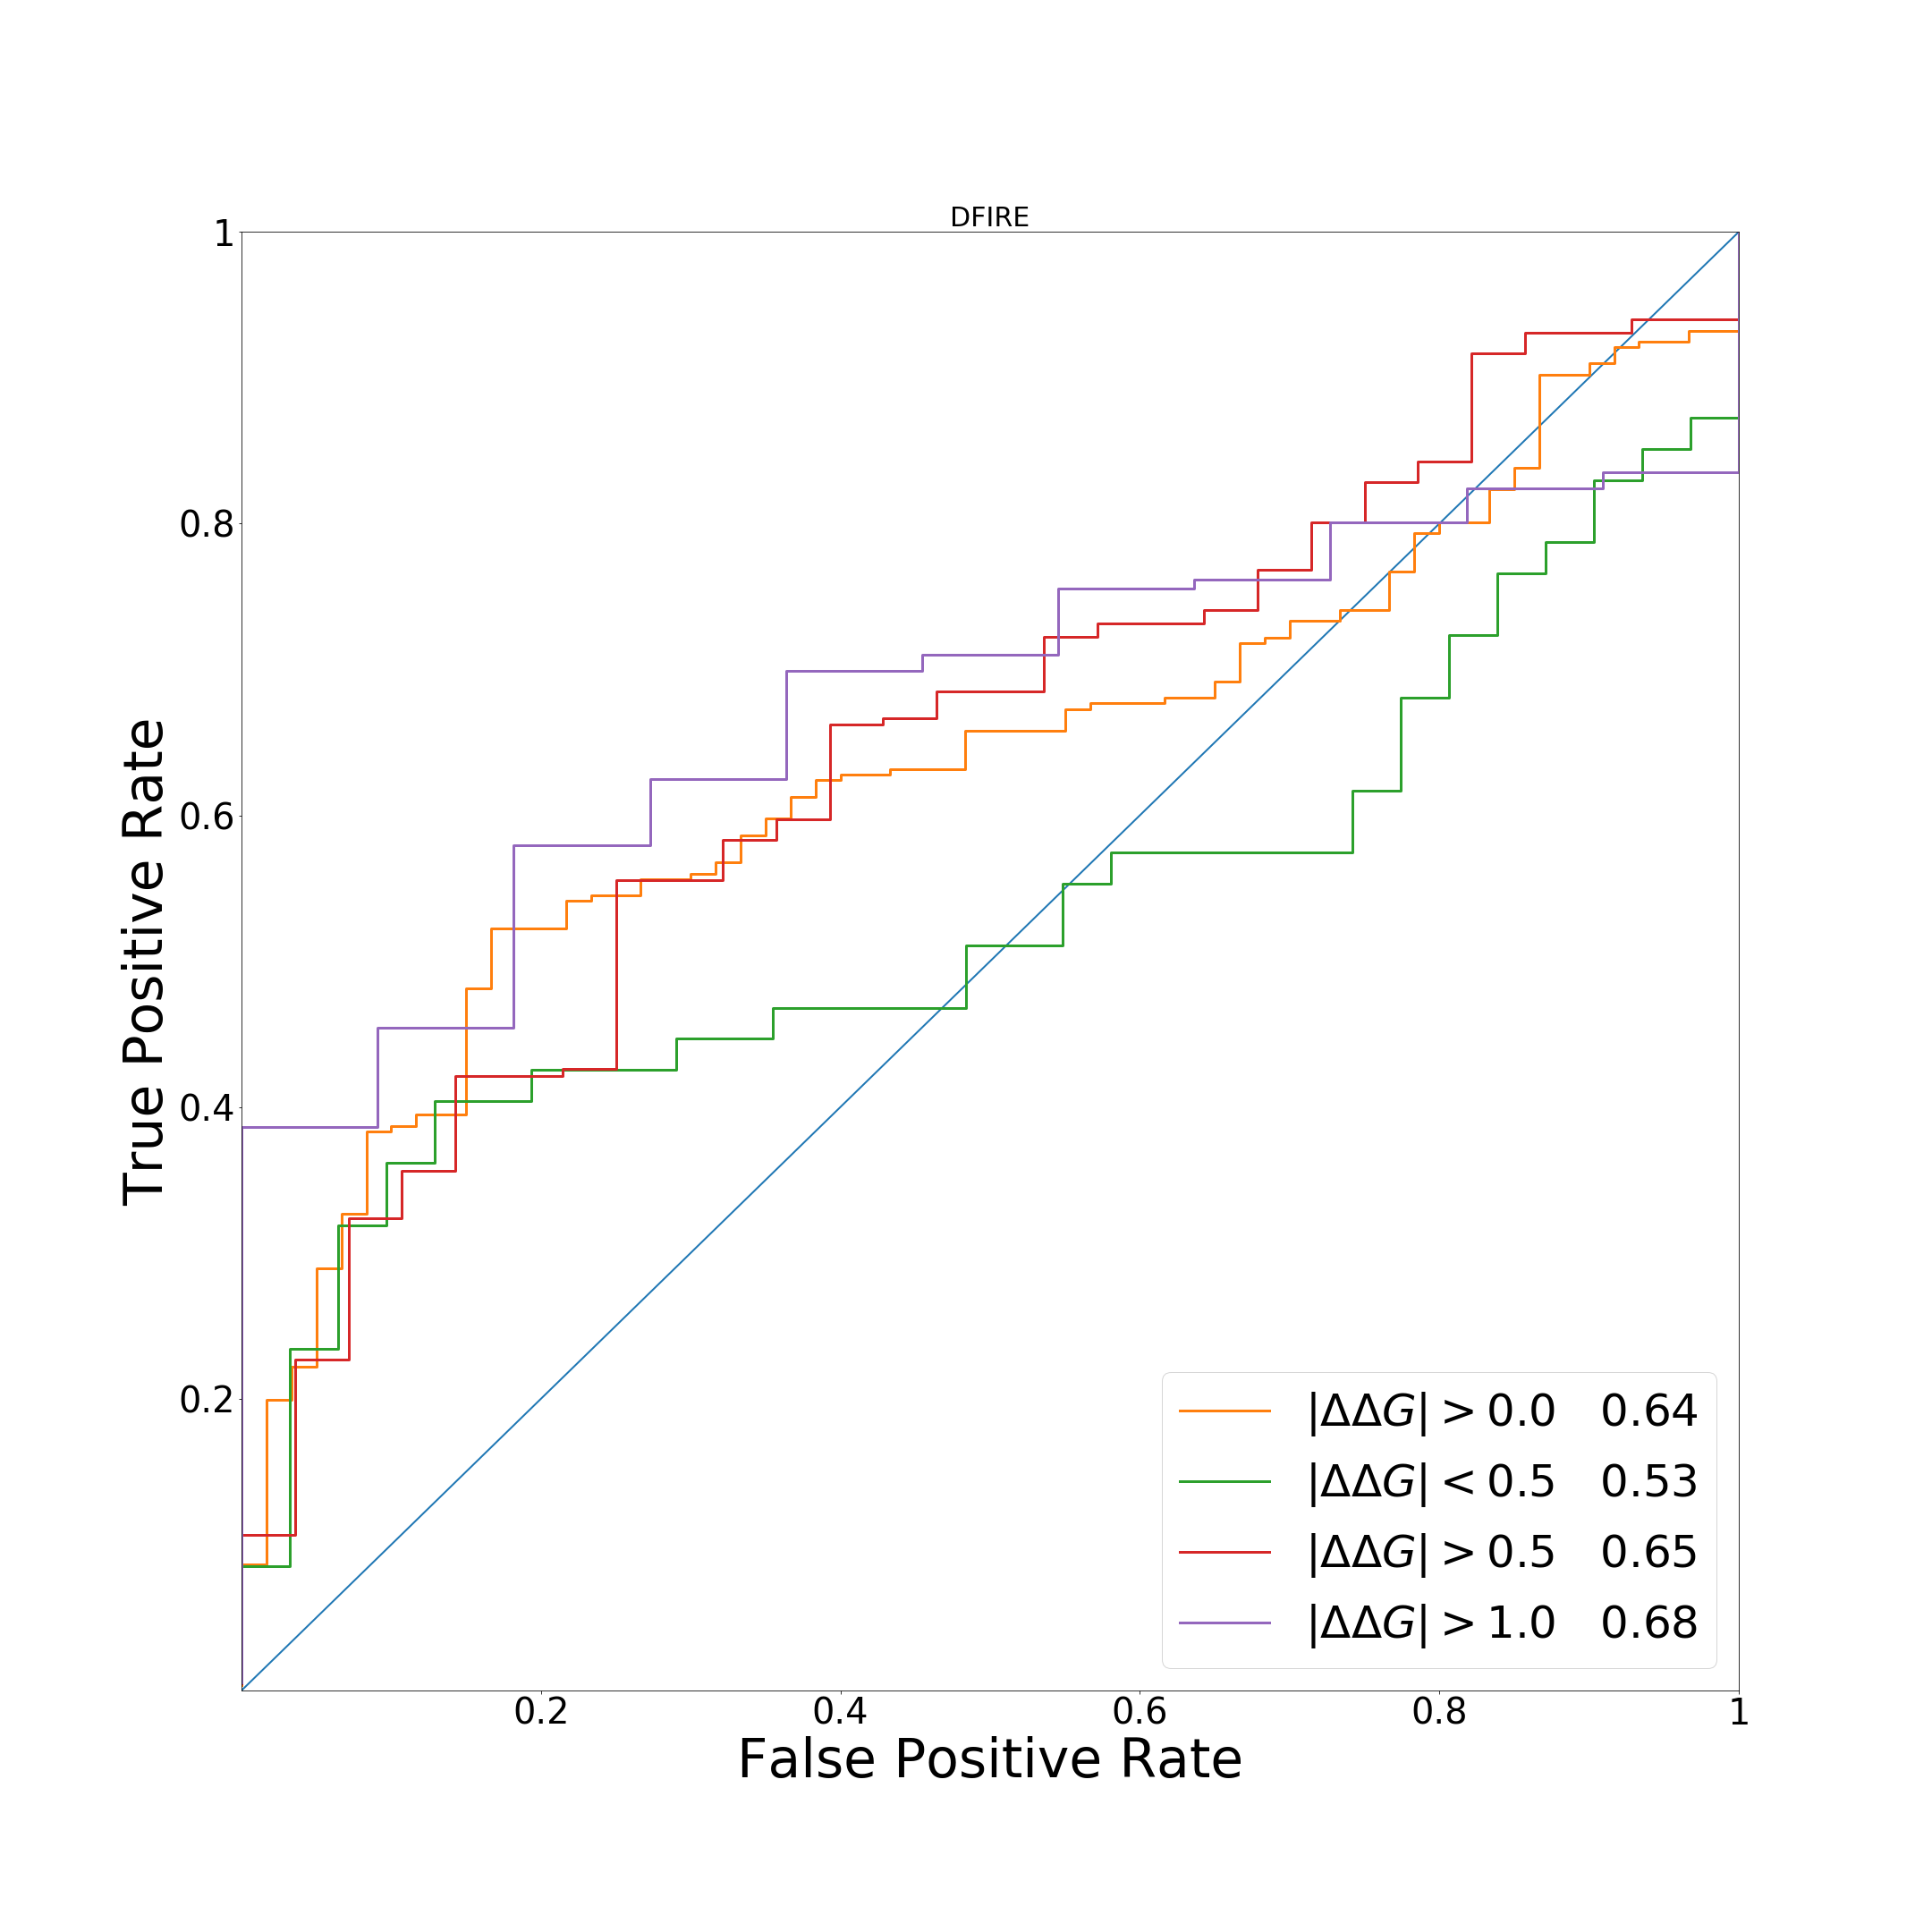 DFIRE
1
0.8
0.6
0.4
0.2
True Positive Rate
0.2 0.4 0.6 0.8 1
False Positive Rate
|ΔΔG| > 0.0 0.64
|ΔΔG| < 0.5 0.53
|ΔΔG| > 0.5 0.65
|ΔΔG| > 1.0 0.68